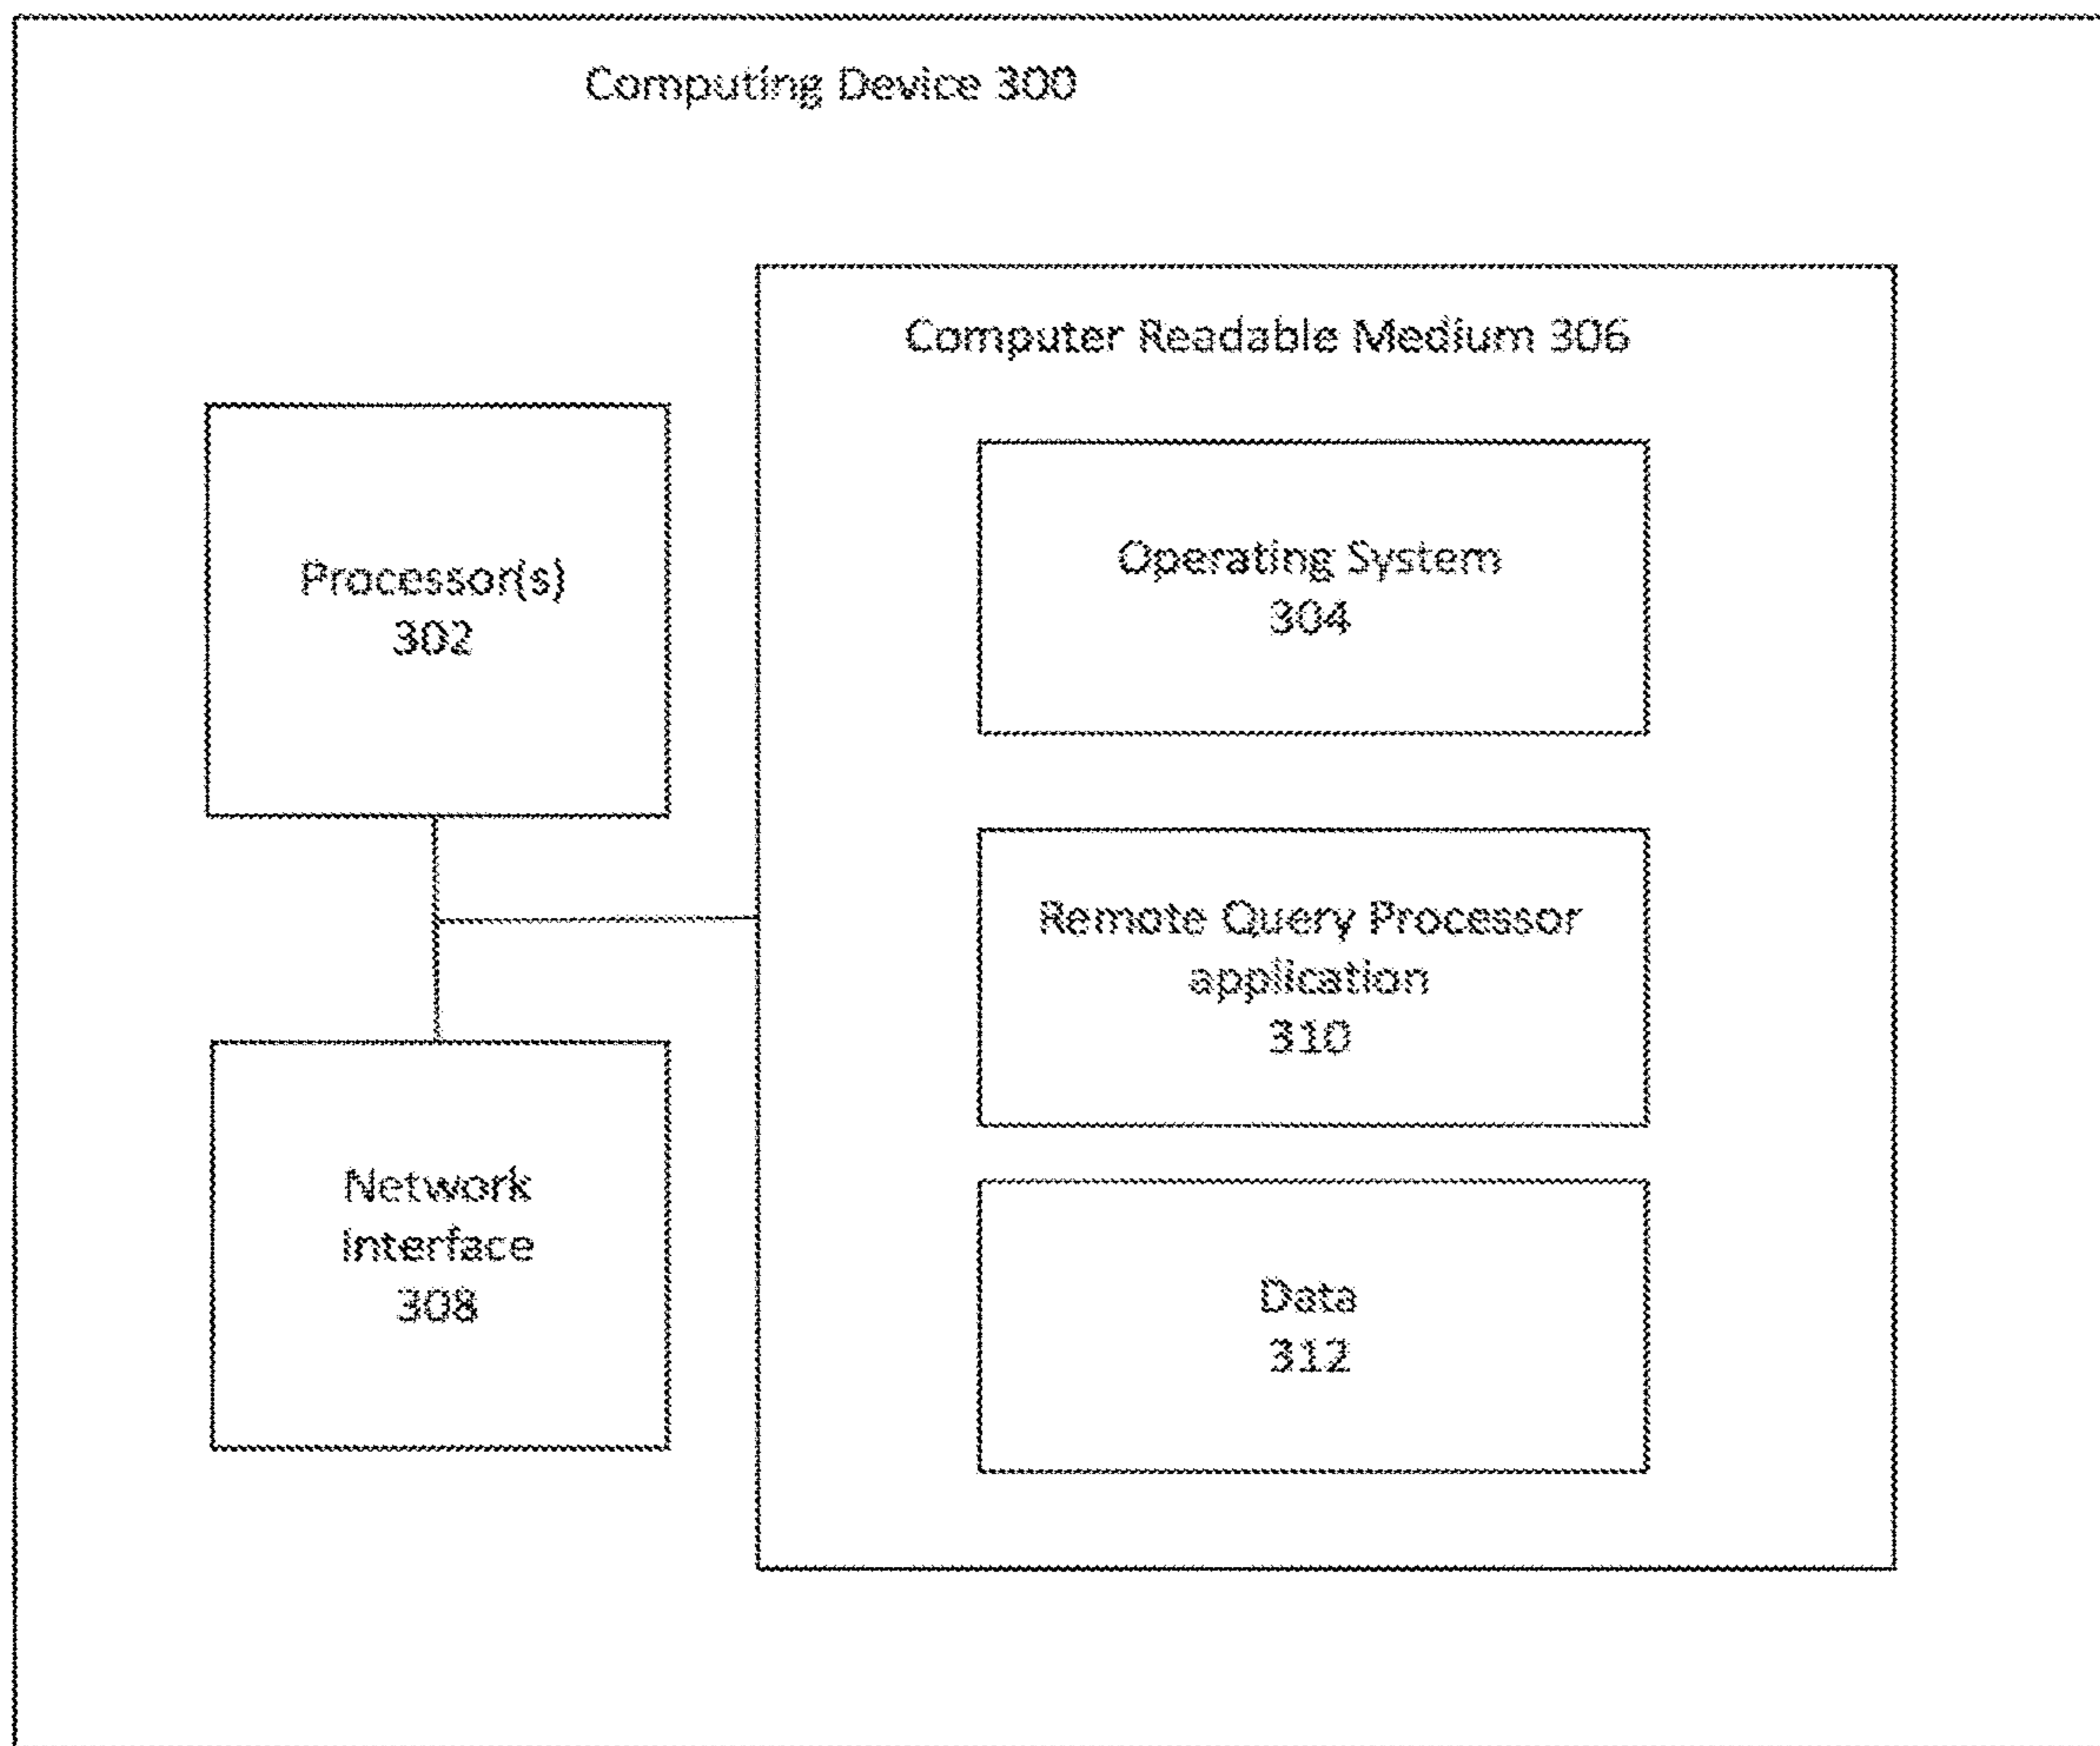 Computing Device 300
Computer Readable Medium 306
Processor(s)
302
Operating System
304
Remote Query Processor
application
310
Network
Interface
308
Data
312